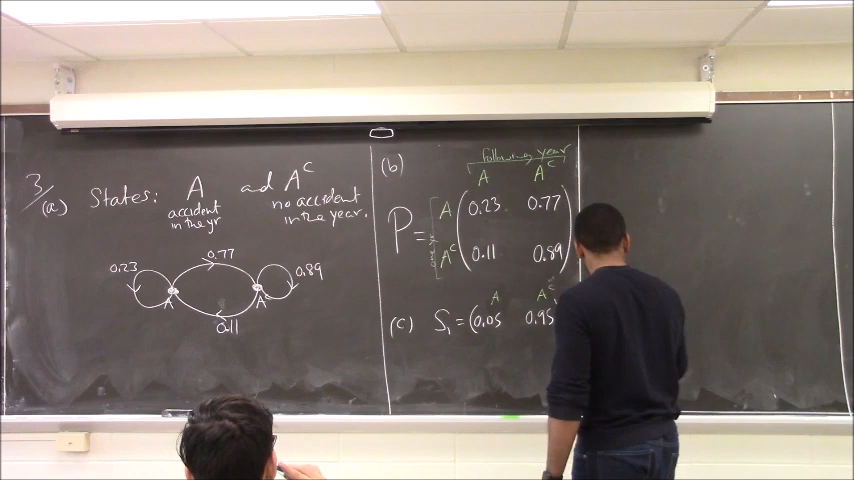 3/
(a) States: A and A^C
accident in the yr
no accident in the year.
0.23 0.77 0.89
A A
0.11
(b)
following year
A A^C
P = A ( 0.23 0.77 )
A^C ( 0.11 0.89 )
A A^C
(c) S₁ = (0.05 0.95